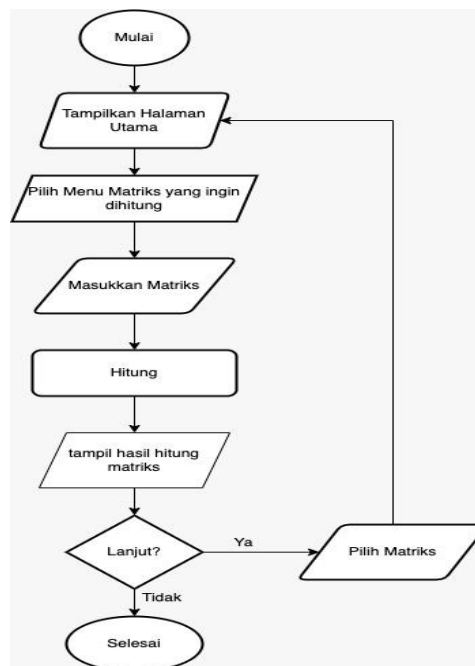 Mulai
Tampilkan Halaman
Utama
Pilih Menu Matriks yang ingin
dihitung
Masukkan Matriks
Hitung
tampil hasil hitung
matriks
Lanjut?
Ya
Pilih Matriks
Tidak
Selesai